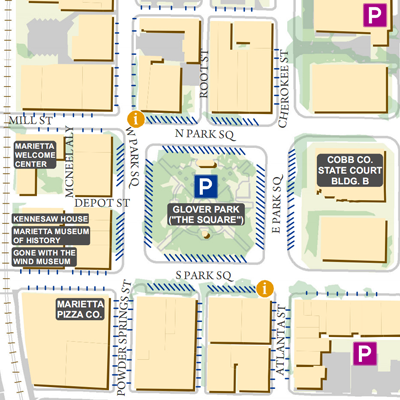 P
ROOT ST
CHEROKEE ST
MILL ST
i
W PARK SQ
N PARK SQ
MARIETTA
WELCOME
CENTER
MCNEEL ALY
COBB CO.
STATE COURT
BLDG. B
P
DEPOT ST
GLOVER PARK
("THE SQUARE")
E PARK SQ
KENNESAW HOUSE
MARIETTA MUSEUM
OF HISTORY
GONE WITH THE
WIND MUSEUM
S PARK SQ
i
MARIETTA
PIZZA CO.
POWDER SPRINGS ST
ATLANTA ST
P